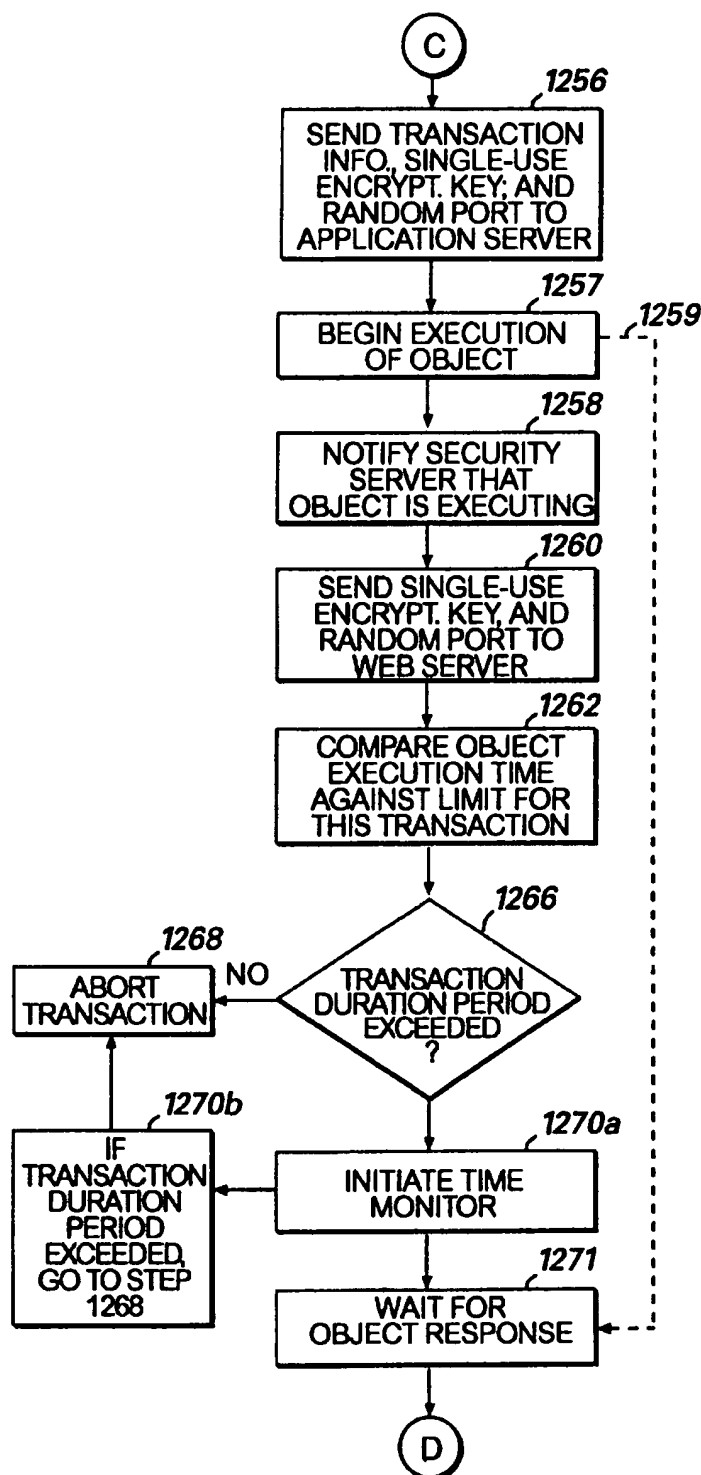 C
1256
SEND TRANSACTION
INFO., SINGLE-USE
ENCRYPT. KEY; AND
RANDOM PORT TO
APPLICATION SERVER
1257
BEGIN EXECUTION
OF OBJECT
1259
1258
NOTIFY SECURITY
SERVER THAT
OBJECT IS EXECUTING
1260
SEND SINGLE-USE
ENCRYPT. KEY, AND
RANDOM PORT TO
WEB SERVER
1262
COMPARE OBJECT
EXECUTION TIME
AGAINST LIMIT FOR
THIS TRANSACTION
1266
TRANSACTION
DURATION PERIOD
EXCEEDED
?
NO
1268
ABORT
TRANSACTION
1270b
IF
TRANSACTION
DURATION
PERIOD
EXCEEDED,
GO TO STEP
1268
1270a
INITIATE TIME
MONITOR
1271
WAIT FOR
OBJECT RESPONSE
D